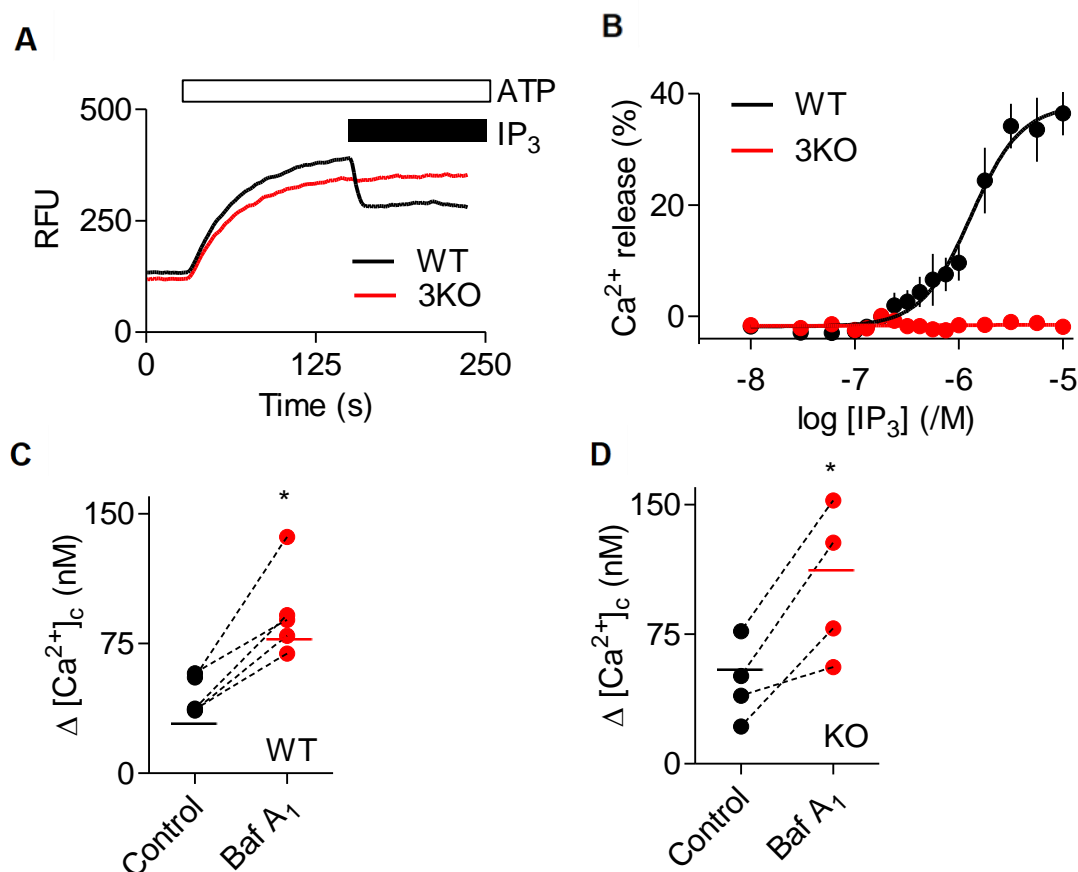 A
ATP
IP3
500
250
0
RFU
WT
3KO
0
125
250
Time (s)
B
WT
3KO
40
20
0
Ca2+ release (%)
-8
-7
-6
-5
log [IP3] (/M)
C
*
150
75
0
Δ [Ca2+]c (nM)
WT
Control
Baf A1
D
*
150
75
0
Δ [Ca2+]c (nM)
KO
Control
Baf A1